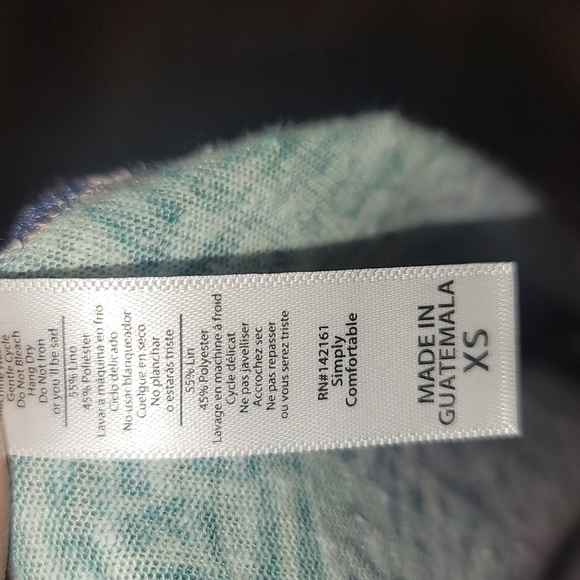 Gentle Cycle
Do Not Bleach
Hang Dry
Do Not Iron
or you'll be sad
55% Lino
45% Poliester
Lavar a maquina en frio
Ciclo delicado
No usar blanqueador
Cuelgue en seco
No planchar
o estarás triste
55% Lin
45% Polyester
Lavage en machine à froid
Cycle délicat
Ne pas javelliser
Accrochez sec
Ne pas repasser
ou vous serez triste
RN#142161
Simply
Comfortable
MADE IN
GUATEMALA
XS